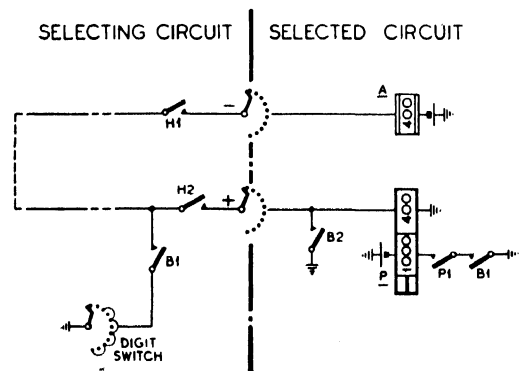 SELECTING CIRCUIT
SELECTED CIRCUIT
A
400
H1
−
H2
+
400
B2
B1
1000
P
P1
B1
DIGIT
SWITCH